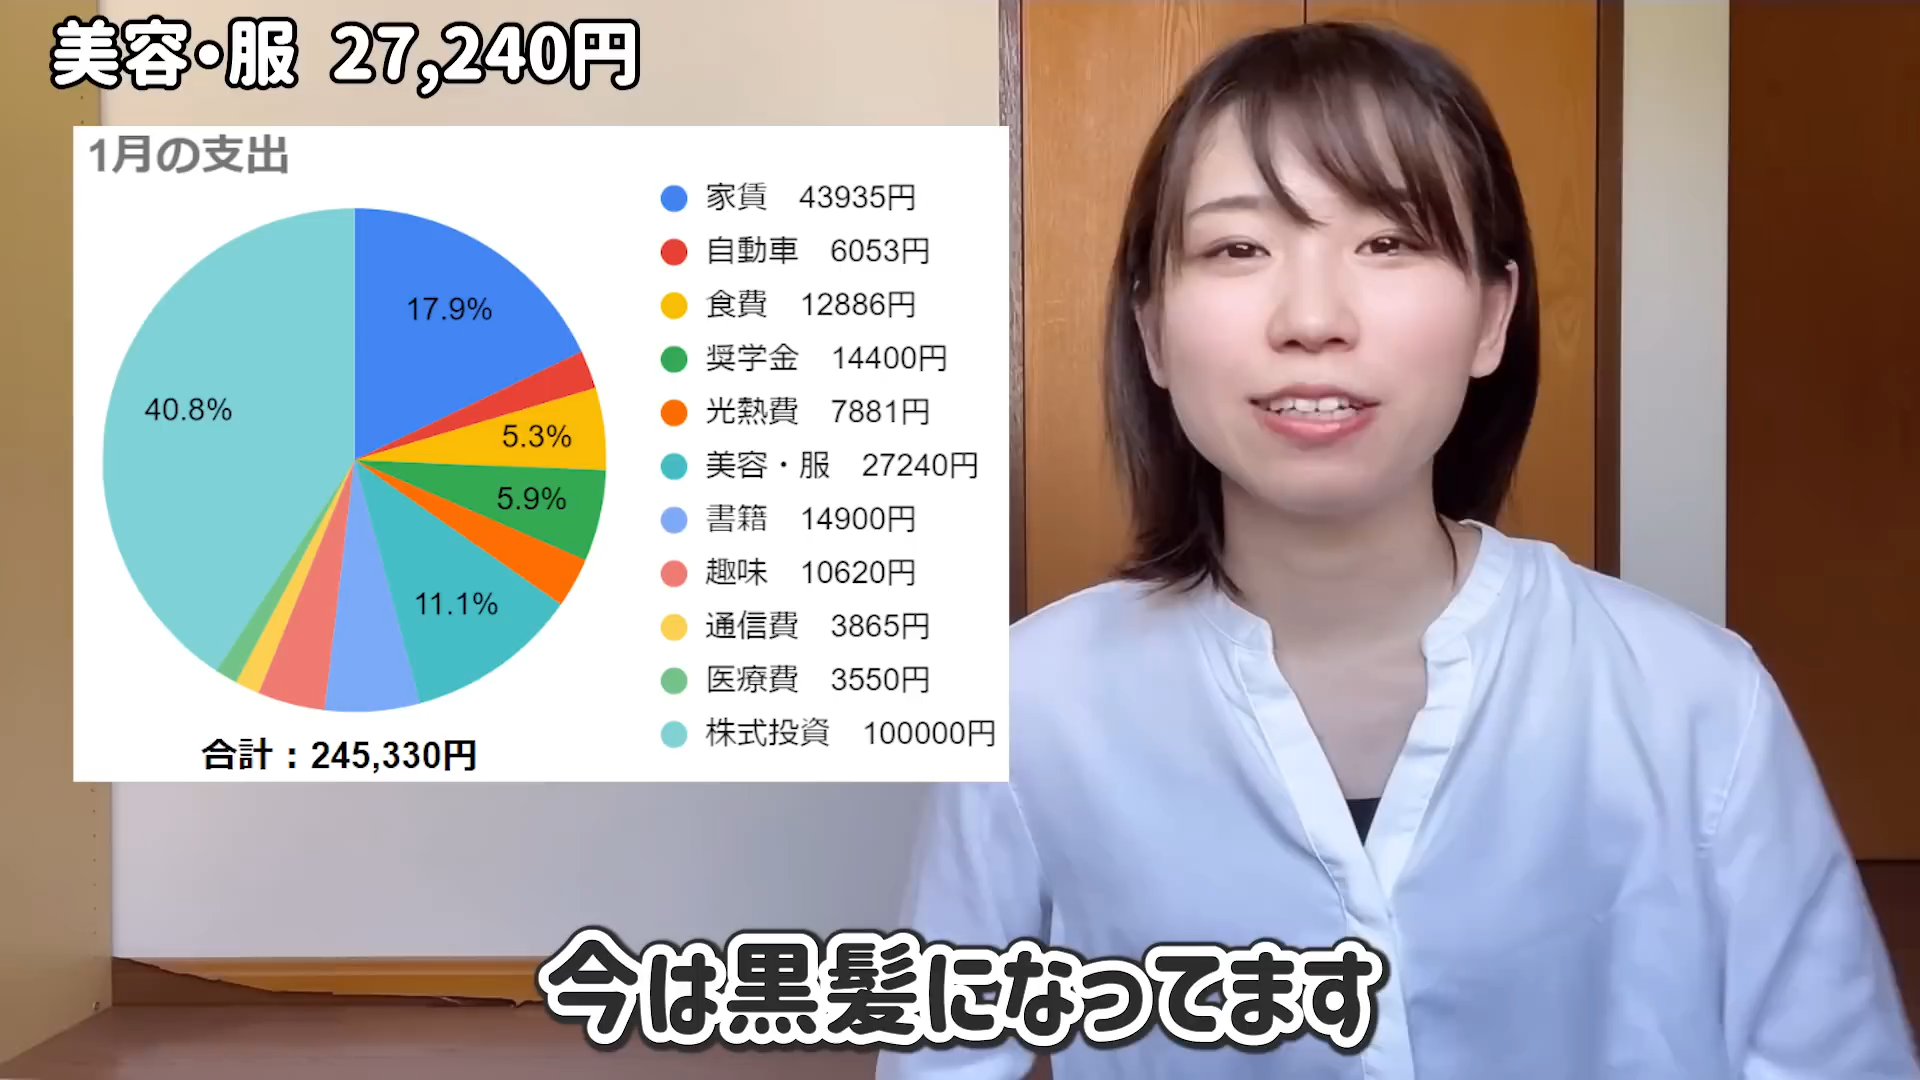 美容・服 27,240円
1月の支出
17.9%
5.3%
5.9%
11.1%
40.8%
家賃 43935円
自動車 6053円
食費 12886円
奨学金 14400円
光熱費 7881円
美容・服 27240円
書籍 14900円
趣味 10620円
通信費 3865円
医療費 3550円
株式投資 100000円
合計：245,330円
今は黒髪になってます